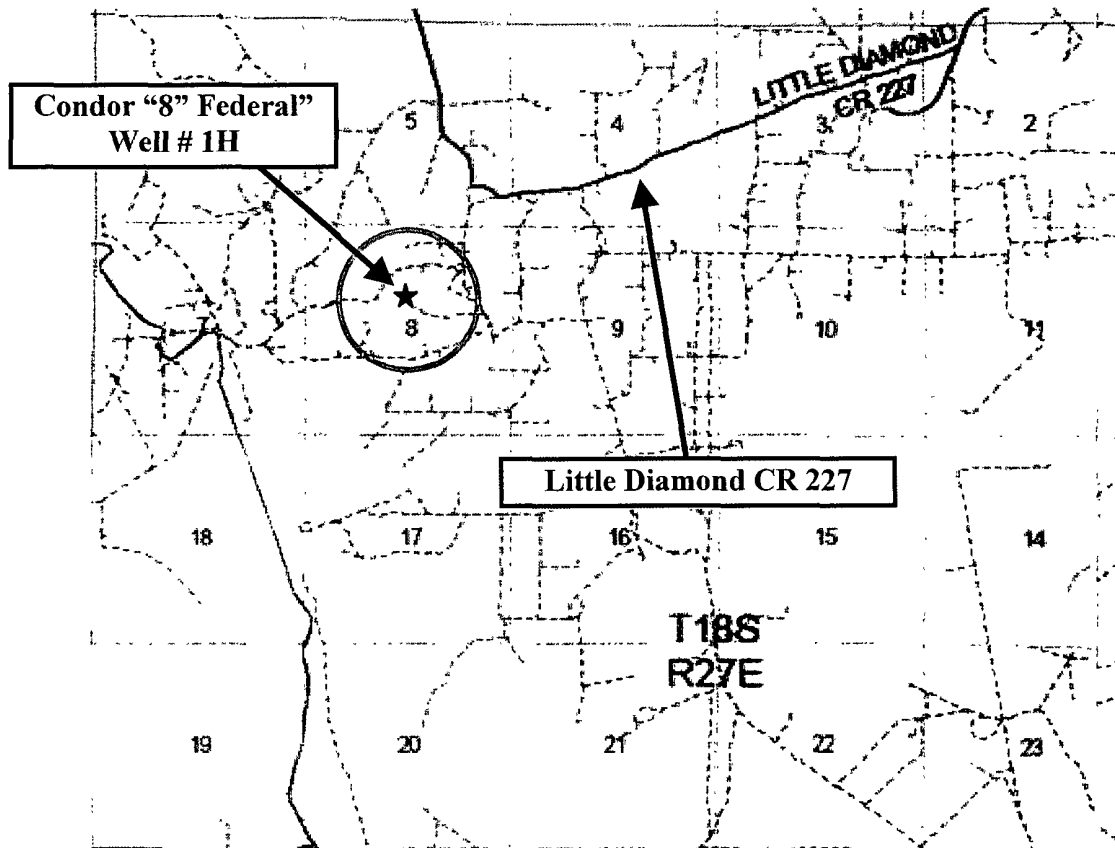 LITTLE DIAMOND
CR 227
Condor “8” Federal”
Well # 1H
5
4
3
2
8
9
10
11
Little Diamond CR 227
18
17
16
15
14
T18S
R27E
19
20
21
22
23